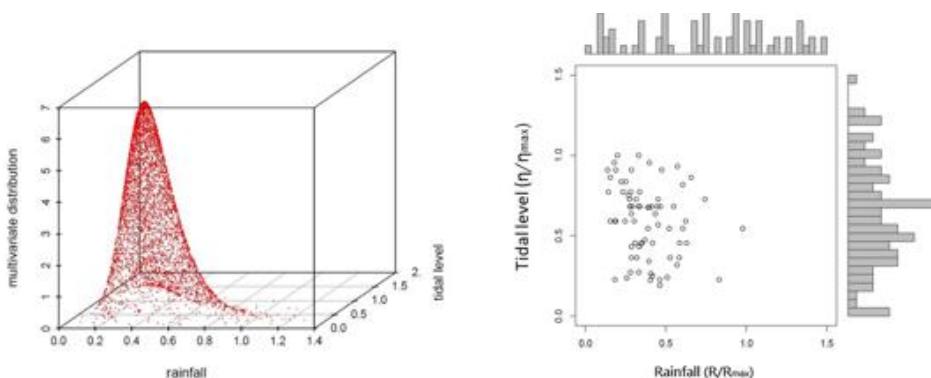 multivariate distribution
7
6
5
4
3
2
1
0
0.0 0.2 0.4 0.6 0.8 1.0 1.2 1.4
rainfall
0.0 0.5 1.0 1.5 2.
tidal level
Tidal level (η/ηmax)
1.5
1.0
0.5
0.0
0.0 0.5 1.0 1.5
Rainfall (R/Rmax)